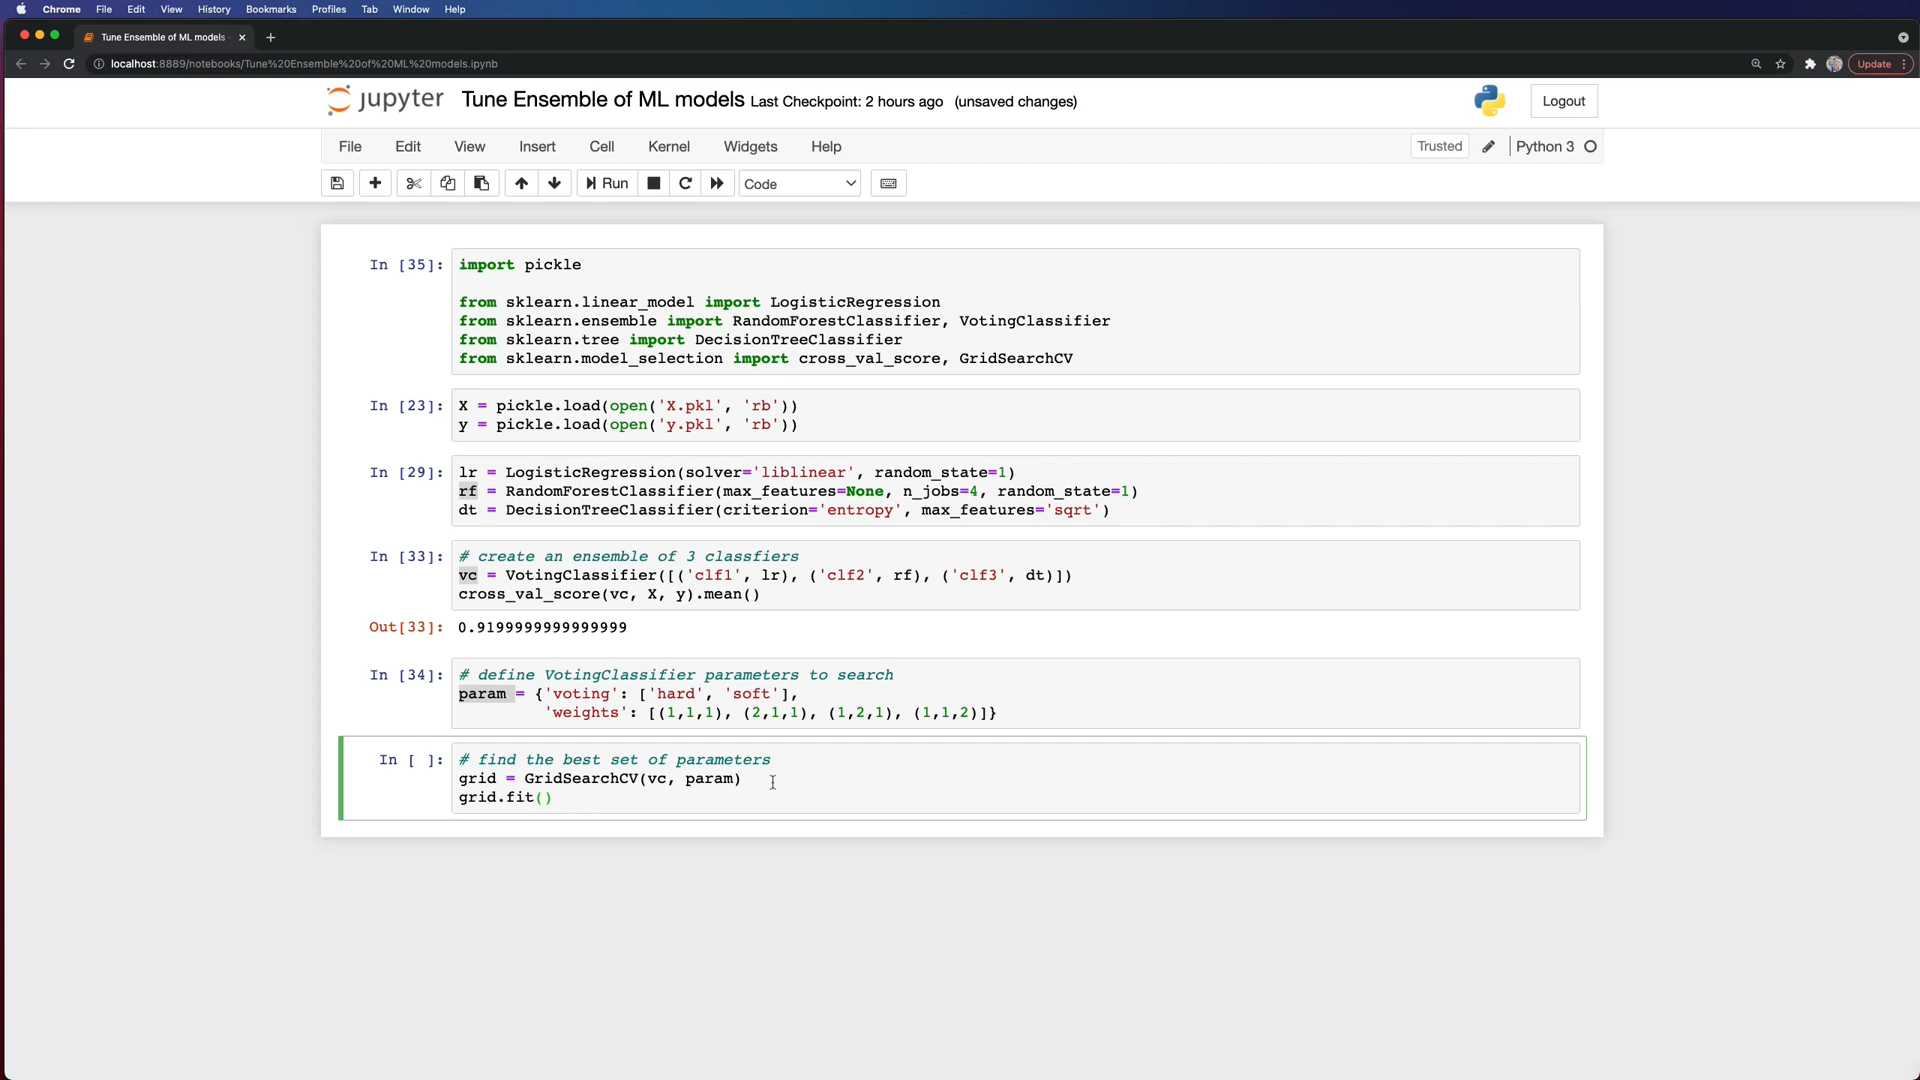 Chrome File Edit View History Bookmarks Profiles Tab Window Help
Tune Ensemble of ML models -
localhost:8889/notebooks/Tune%20Ensemble%20of%20ML%20models.ipynb
Update
jupyter Tune Ensemble of ML models Last Checkpoint: 2 hours ago (unsaved changes)
Logout
File Edit View Insert Cell Kernel Widgets Help
Trusted Python 3
Run Code
In [35]: import pickle
from sklearn.linear_model import LogisticRegression
from sklearn.ensemble import RandomForestClassifier, VotingClassifier
from sklearn.tree import DecisionTreeClassifier
from sklearn.model_selection import cross_val_score, GridSearchCV
In [23]: X = pickle.load(open('X.pkl', 'rb'))
y = pickle.load(open('y.pkl', 'rb'))
In [29]: lr = LogisticRegression(solver='liblinear', random_state=1)
rf = RandomForestClassifier(max_features=None, n_jobs=4, random_state=1)
dt = DecisionTreeClassifier(criterion='entropy', max_features='sqrt')
In [33]: # create an ensemble of 3 classfiers
vc = VotingClassifier([('clf1', lr), ('clf2', rf), ('clf3', dt)])
cross_val_score(vc, X, y).mean()
Out[33]: 0.9199999999999999
In [34]: # define VotingClassifier parameters to search
param = {'voting': ['hard', 'soft'],
'weights': [(1,1,1), (2,1,1), (1,2,1), (1,1,2)]}
In [ ]: # find the best set of parameters
grid = GridSearchCV(vc, param)
grid.fit()